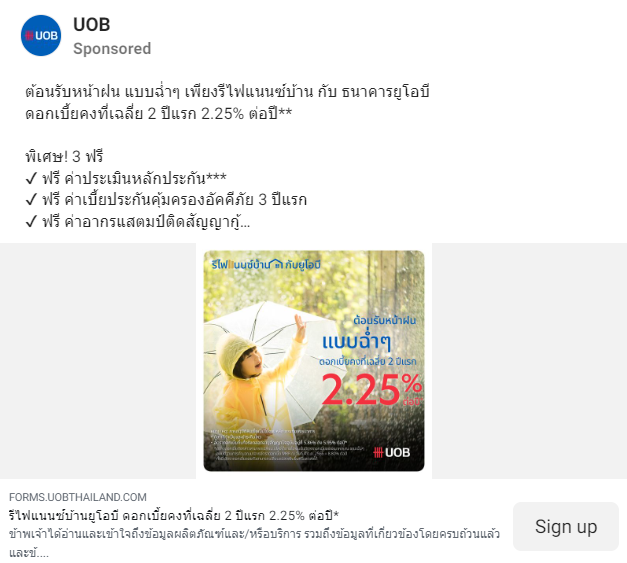 UOB
UOB
Sponsored
ต้อนรับหน้าฝน แบบฉ่ำๆ เพียงรีไฟแนนซ์บ้าน กับ ธนาคารยูโอบี
ดอกเบี้ยคงที่เฉลี่ย 2 ปีแรก 2.25% ต่อปี**
พิเศษ! 3 ฟรี
✓ ฟรี ค่าประเมินหลักประกัน***
✓ ฟรี ค่าเบี้ยประกันคุ้มครองอัคคีภัย 3 ปีแรก
✓ ฟรี ค่าอากรแสตมป์ติดสัญญากู้...
รีไฟแนนซ์บ้าน กับยูโอบี
ต้อนรับหน้าฝน
แบบฉ่ำๆ
ดอกเบี้ยคงที่เฉลี่ย 2 ปีแรก
2.25%
ต่อปี*
UOB
FORMS.UOBTHAILAND.COM
รีไฟแนนซ์บ้านยูโอบี ดอกเบี้ยคงที่เฉลี่ย 2 ปีแรก 2.25% ต่อปี*
ข้าพเจ้าได้อ่านและเข้าใจถึงข้อมูลผลิตภัณฑ์และ/หรือบริการ รวมถึงข้อมูลที่เกี่ยวข้องโดยครบถ้วนแล้ว
และข้....
Sign up